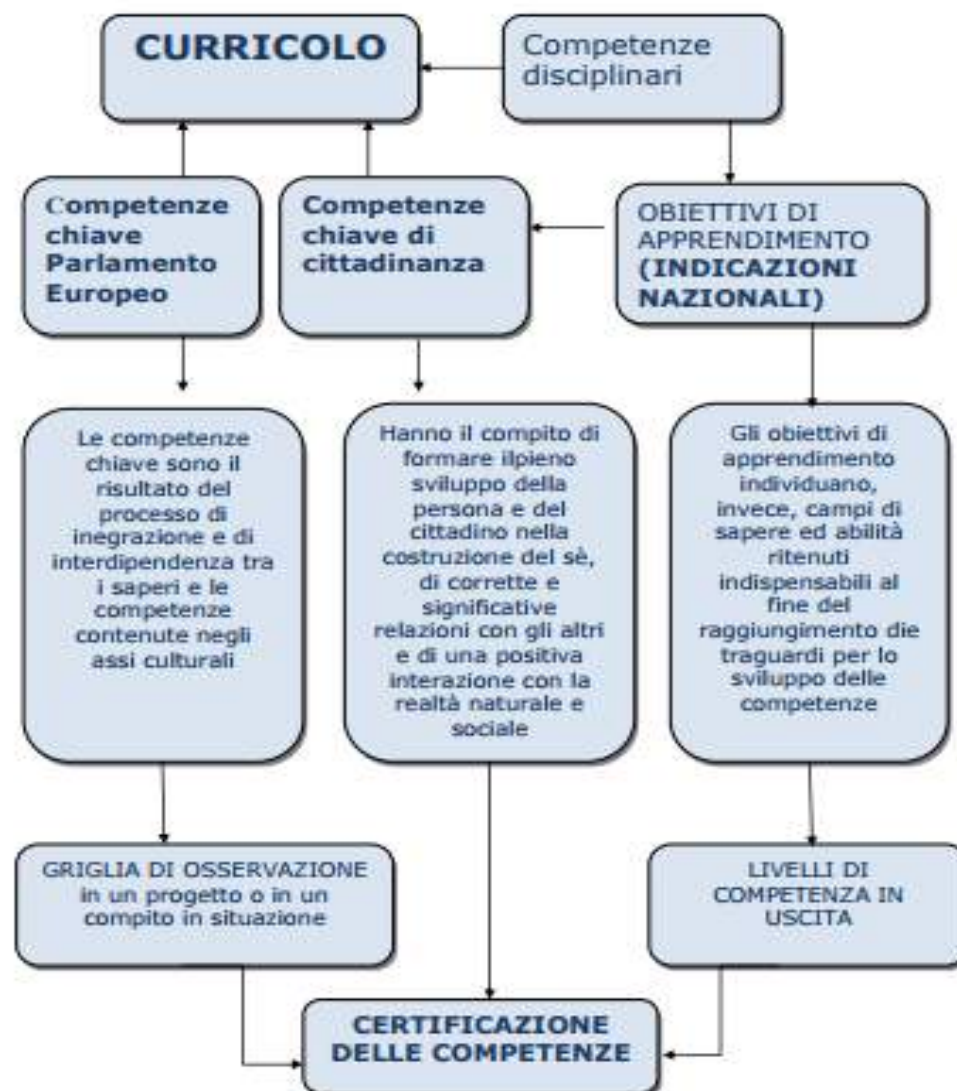 CURRICOLO
Competenze
disciplinari
Competenze
chiave
Parlamento
Europeo
Competenze
chiave di
cittadinanza
OBIETTIVI DI
APPRENDIMENTO
(INDICAZIONI
NAZIONALI)
Le competenze
chiave sono il
risultato del
processo di
inegrazione e di
interdipendenza tra
i saperi e le
competenze
contenute negli
assi culturali
Hanno il compito di
formare ilpieno
sviluppo della
persona e del
cittadino nella
costruzione del sè,
di corrette e
significative
relazioni con gli altri
e di una positiva
interazione con la
realtà naturale e
sociale
Gli obiettivi di
apprendimento
individuano,
invece, campi di
sapere ed abilità
ritenuti
indispensabili al
fine del
raggiungimento die
traguardi per lo
sviluppo delle
competenze
GRIGLIA DI OSSERVAZIONE
in un progetto o in un
compito in situazione
LIVELLI DI
COMPETENZA IN
USCITA
CERTIFICAZIONE
DELLE COMPETENZE